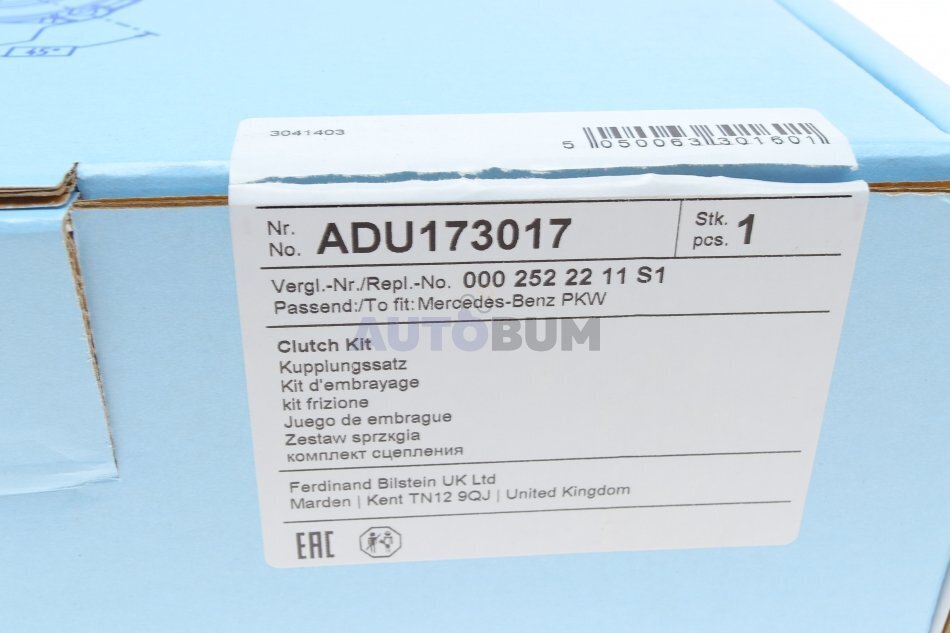 45°
3041403
5 050063 301601
Nr.
No. ADU173017
Stk.
pcs. 1
Vergl.-Nr./Repl.-No. 000 252 22 11 S1
Passend:/To fit: Mercedes-Benz PKW
AUTOBUM
Clutch Kit
Kupplungssatz
Kit d'embrayage
kit frizione
Juego de embrague
Zestaw sprzxgia
комплект сцепления
Ferdinand Bilstein UK Ltd
Marden | Kent TN12 9QJ | United Kingdom
EAC